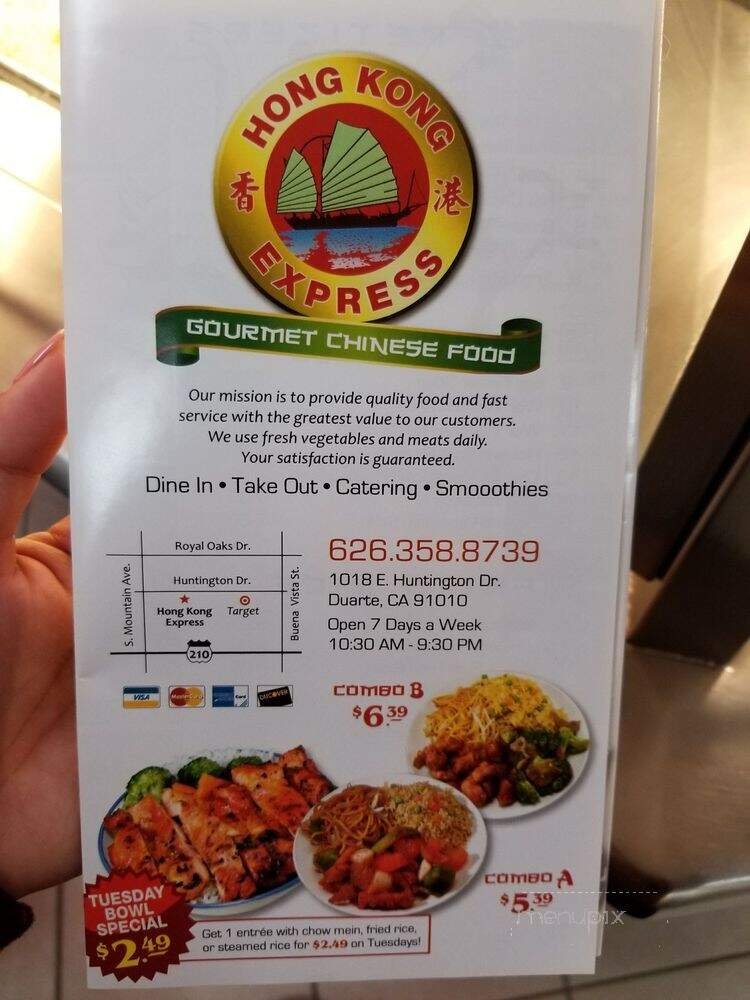 HONG KONG
香 港
EXPRESS
GOURMET CHINESE FOOD
Our mission is to provide quality food and fast
service with the greatest value to our customers.
We use fresh vegetables and meats daily.
Your satisfaction is guaranteed.
Dine In • Take Out • Catering • Smooothies
Royal Oaks Dr.
Huntington Dr.
S. Mountain Ave.
Buena Vista St.
Hong Kong
Express
Target
210
626.358.8739
1018 E. Huntington Dr.
Duarte, CA 91010
Open 7 Days a Week
10:30 AM - 9:30 PM
VISA
MasterCard
DISCOVER
COMBO B
$6.39
COMBO A
$5.39
TUESDAY
BOWL
SPECIAL
$2.49
Get 1 entrée with chow mein, fried rice,
or steamed rice for $2.49 on Tuesdays!
menupix